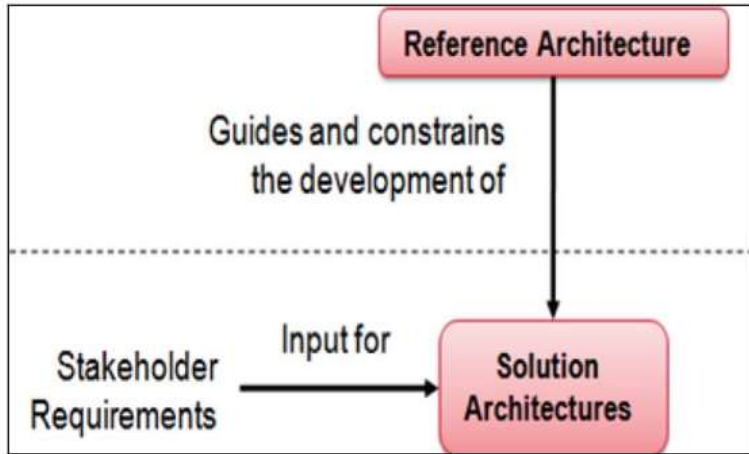 Reference Architecture
Guides and constrains
the development of
Input for
Stakeholder
Requirements
Solution
Architectures